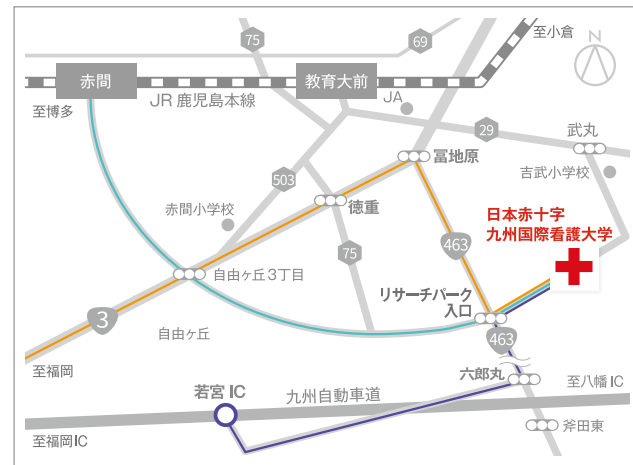 75
69
至小倉
赤間
教育大前
JR 鹿児島本線
JA
至博多
29
武丸
冨地原
吉武小学校
503
徳重
赤間小学校
日本赤十字
九州国際看護大学
463
75
自由ヶ丘３丁目
リサーチパーク
入口
3
自由ヶ丘
463
至福岡
六郎丸
若宮 IC
九州自動車道
至八幡 IC
至福岡 IC
斧田東